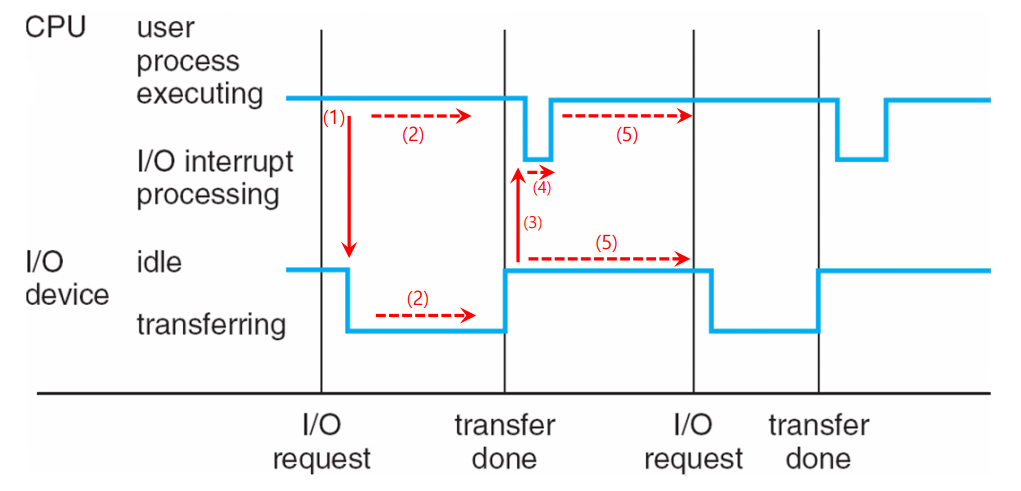 CPU
user
process
executing
(1)
(2)
(5)
I/O interrupt
processing
(4)
(3)
(5)
I/O
device
idle
(2)
transferring
I/O
request
transfer
done
I/O
request
transfer
done